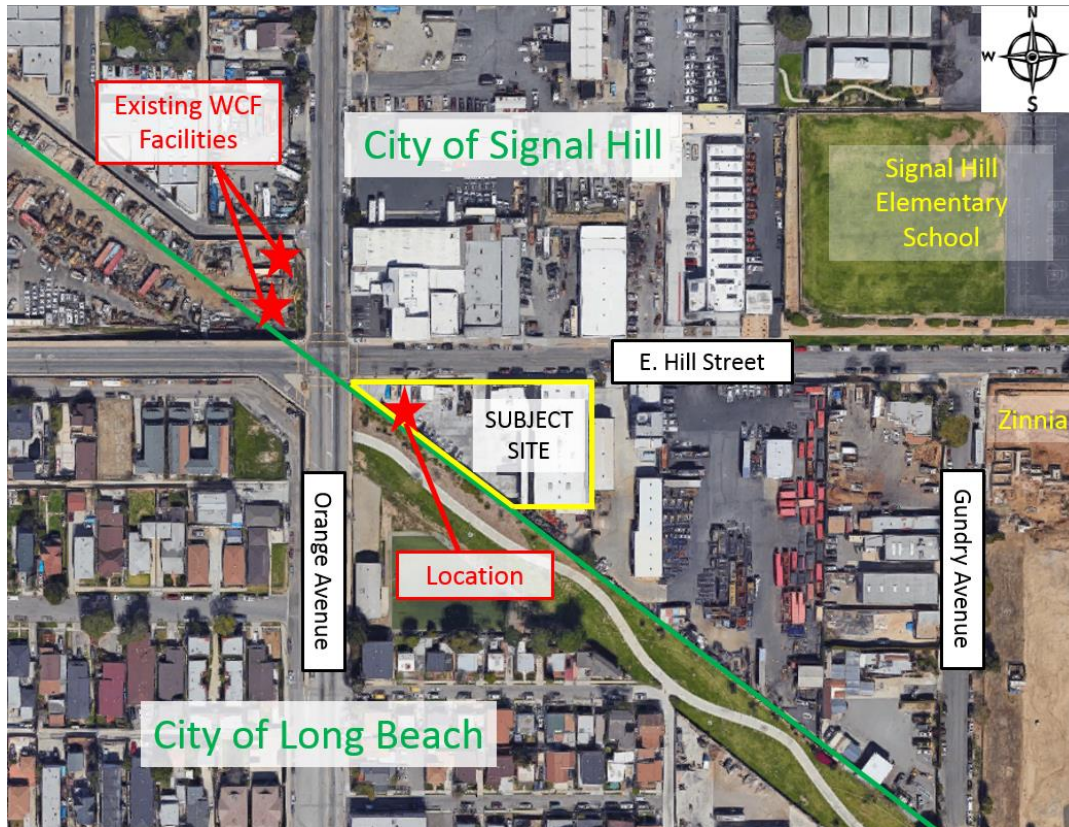 N
W
S
Existing WCF
Facilities
City of Signal Hill
Signal Hill
Elementary
School
E. Hill Street
SUBJECT
SITE
Zinnia
Orange Avenue
Gundry Avenue
Location
City of Long Beach